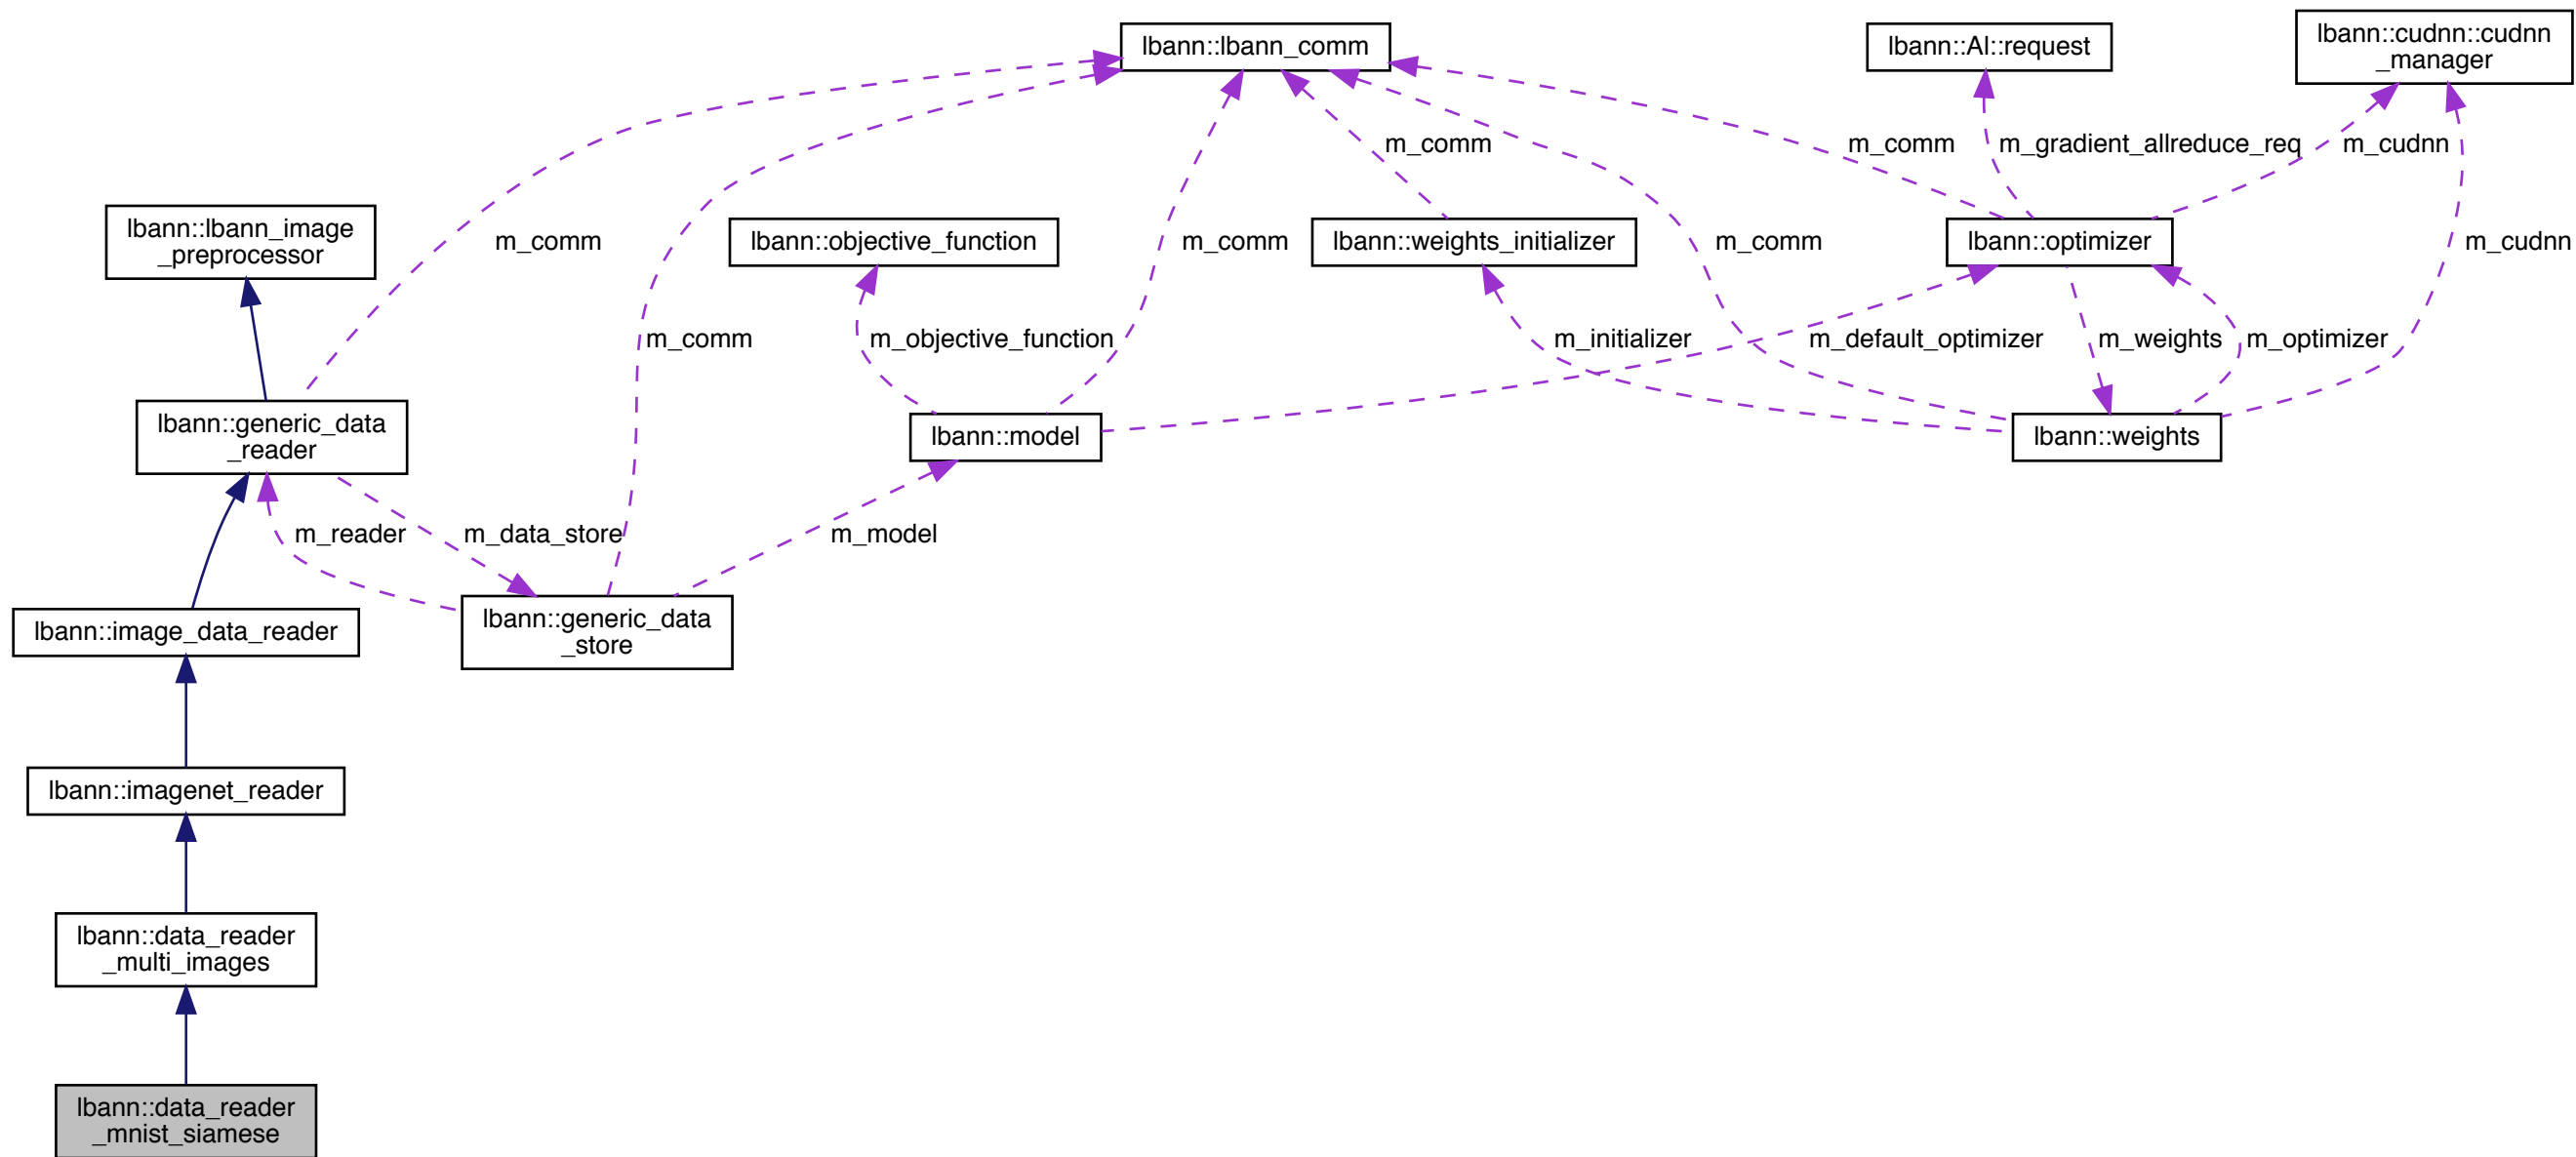 lbann::lbann_comm
lbann::Al::request
lbann::cudnn::cudnn
_manager
m_comm
m_comm
m_gradient_allreduce_req
m_cudnn
lbann::lbann_image
_preprocessor
m_comm
lbann::objective_function
m_comm
lbann::weights_initializer
m_comm
lbann::optimizer
m_cudnn
m_comm
m_objective_function
m_initializer
m_default_optimizer
m_weights
m_optimizer
lbann::generic_data
_reader
lbann::model
lbann::weights
m_reader
m_data_store
m_model
lbann::image_data_reader
lbann::generic_data
_store
lbann::imagenet_reader
lbann::data_reader
_multi_images
lbann::data_reader
_mnist_siamese